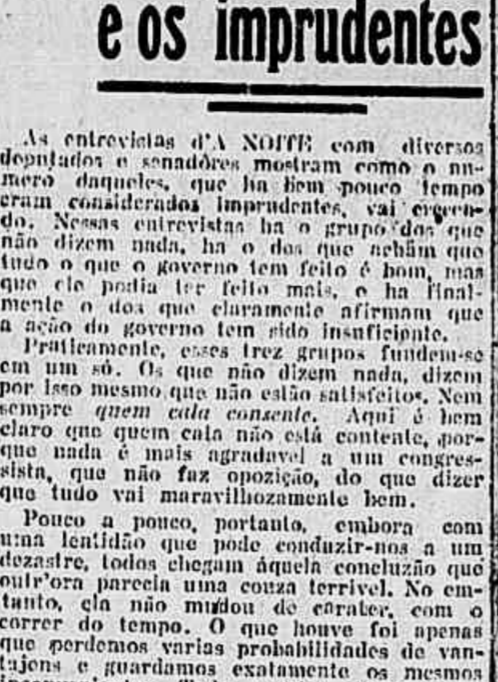 e os imprudentes
As entrevistas d'A NOITE com diversos
deputados e senadôres mostram como o nu-
mero daqueles, que ha bem pouco tempo
eram considerados imprudentes, vai crecen-
do. Nessas entrevistas ha o grupo dos que
não dizem nada, ha o dos que achâm que
tudo o que o governo tem feito é bom, mas
que ele podia ter feito mais, e ha final-
mente o dos que claramente afirmam que
a ação do governo tem sido insuficiente.
Praticamente, esses trez grupos fundem-se
em um só. Os que não dizem nada, dizem
por isso mesmo que não estão satisfeitos. Nem
sempre quem cala consente. Aqui é bem
claro que quem cala não está contente, por-
que nada é mais agradavel a um congres-
sista, que não faz opozição, do que dizer
que tudo vai maravilhozamente bem.
Pouco a pouco, portanto, embora com
uma lentidão que pode conduzir-nos a um
dezastre, todos chegam áquela concluzão que
outr'ora parecia uma couza terrivel. No em-
tanto, ela não mudou de carater, com o
correr do tempo. O que houve foi apenas
que perdemos varias probabilidades de van-
tajens e guardamos exatamente os mesmos